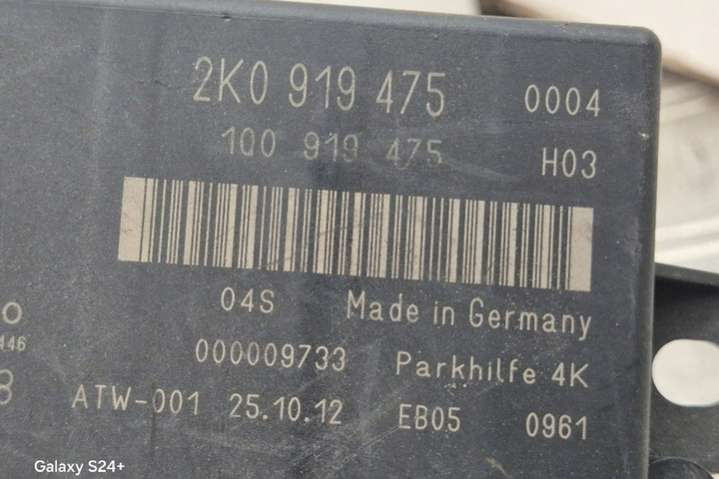 2K0 919 475 0004
1Q0 919 475 H03
04S Made in Germany
000009733 Parkhilfe 4K
ATW-001 25.10.12 EB05 0961
Galaxy S24+